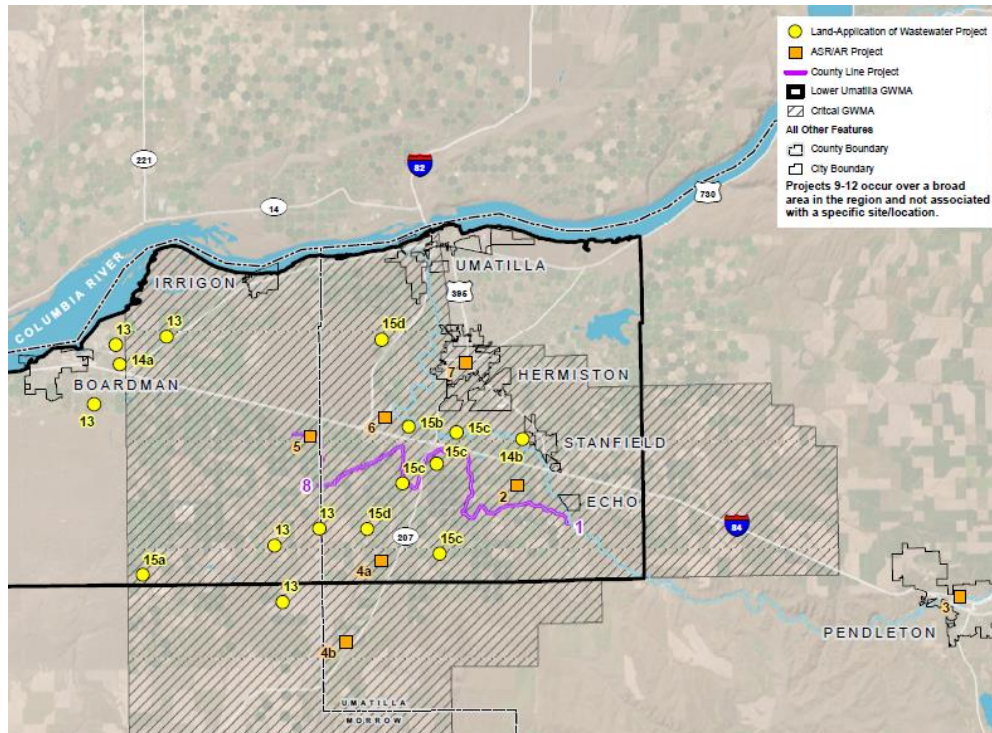 Land-Application of Wastewater Project
ASR/AR Project
County Line Project
Lower Umatilla GWMA
Critcal GWMA
All Other Features
County Boundary
City Boundary
Projects 9-12 occur over a broad
area in the region and not associated
with a specific site/location.
221
82
14
730
COLUMBIA RIVER
IRRIGON
UMATILLA
395
13
13
15d
14a
7
BOARDMAN
HERMISTON
13
6
15b
15c
5
STANFIELD
14b
15c
8
15c
2
ECHO
13
15d
1
84
13
207
15c
15a
4a
13
3
PENDLETON
4b
UMATILLA
MORROW